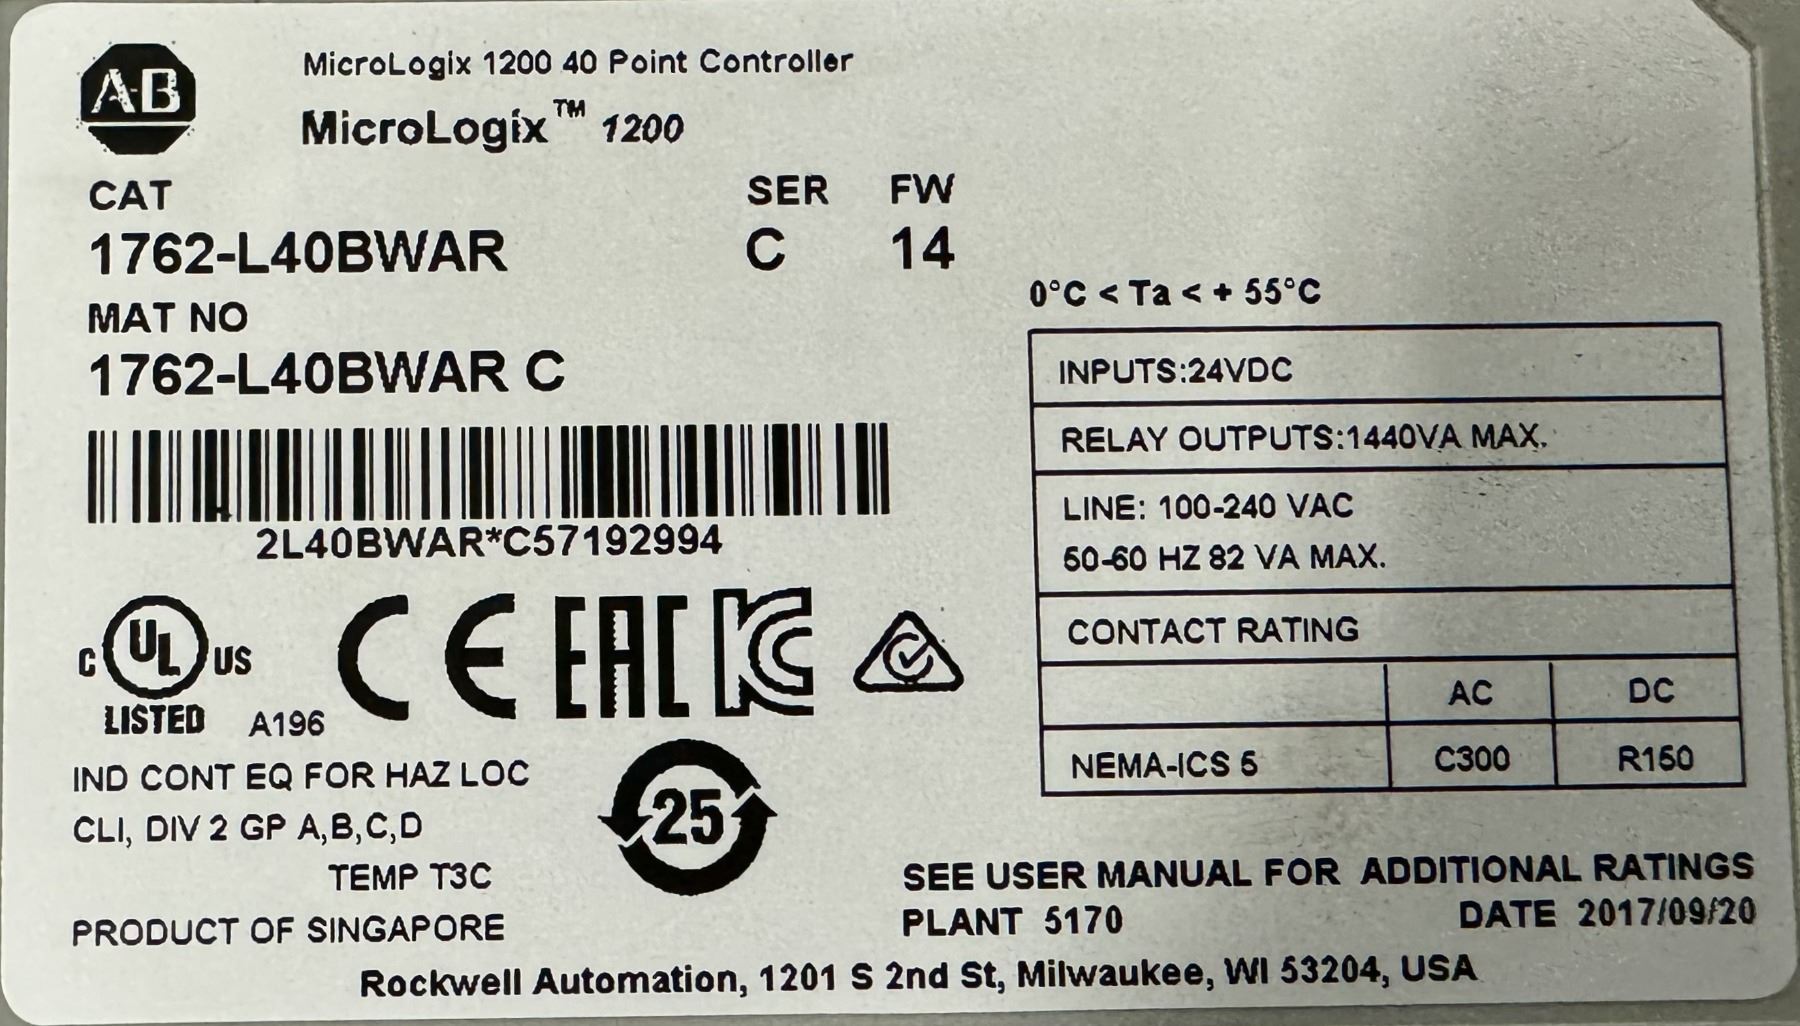 AB
MicroLogix 1200 40 Point Controller
MicroLogix™ 1200
CAT SER FW
1762-L40BWAR C 14
MAT NO
1762-L40BWAR C
2L40BWAR*C57192994
0°C < Ta < + 55°C
INPUTS:24VDC
RELAY OUTPUTS:1440VA MAX.
LINE: 100-240 VAC
50-60 HZ 82 VA MAX.
CONTACT RATING
AC DC
NEMA-ICS 5 C300 R150
C UL US
LISTED A196
CE EAC KC
IND CONT EQ FOR HAZ LOC
CLI, DIV 2 GP A,B,C,D
TEMP T3C
25
PRODUCT OF SINGAPORE
SEE USER MANUAL FOR ADDITIONAL RATINGS
PLANT 5170 DATE 2017/09/20
Rockwell Automation, 1201 S 2nd St, Milwaukee, WI 53204, USA